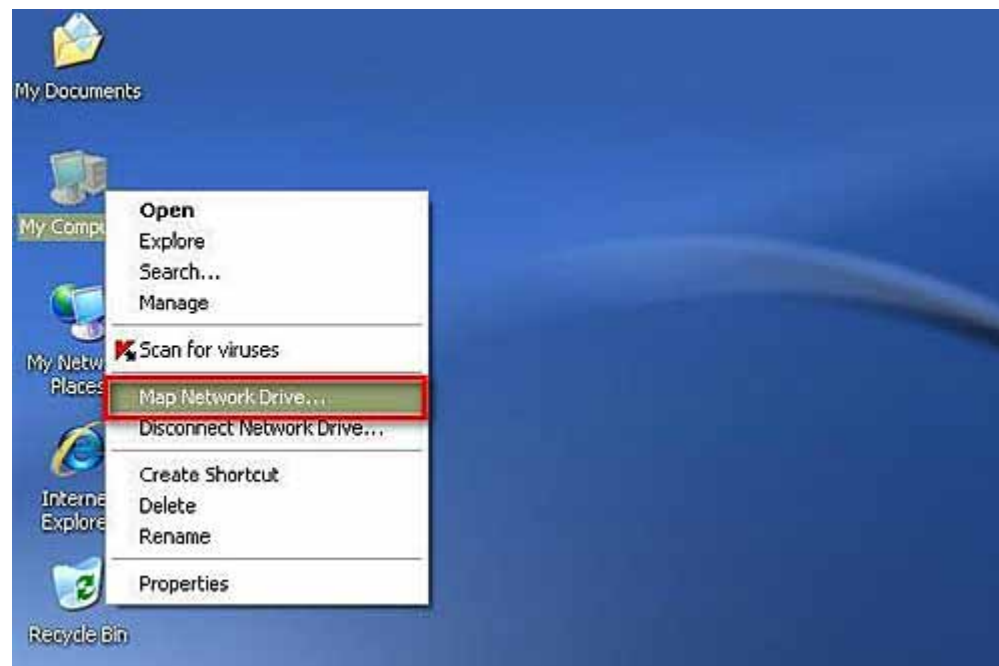 My Documents
My Compu
Open
Explore
Search...
Manage
Scan for viruses
My Netw
Places
Map Network Drive...
Disconnect Network Drive...
Create Shortcut
Interne
Explore
Delete
Rename
Properties
Recycle Bin